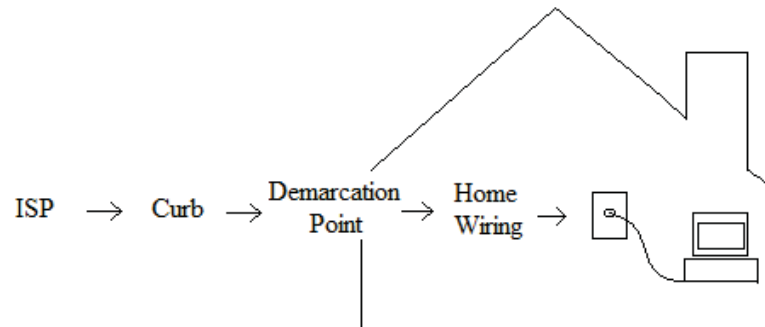 ISP
Curb
Demarcation
Point
Home
Wiring